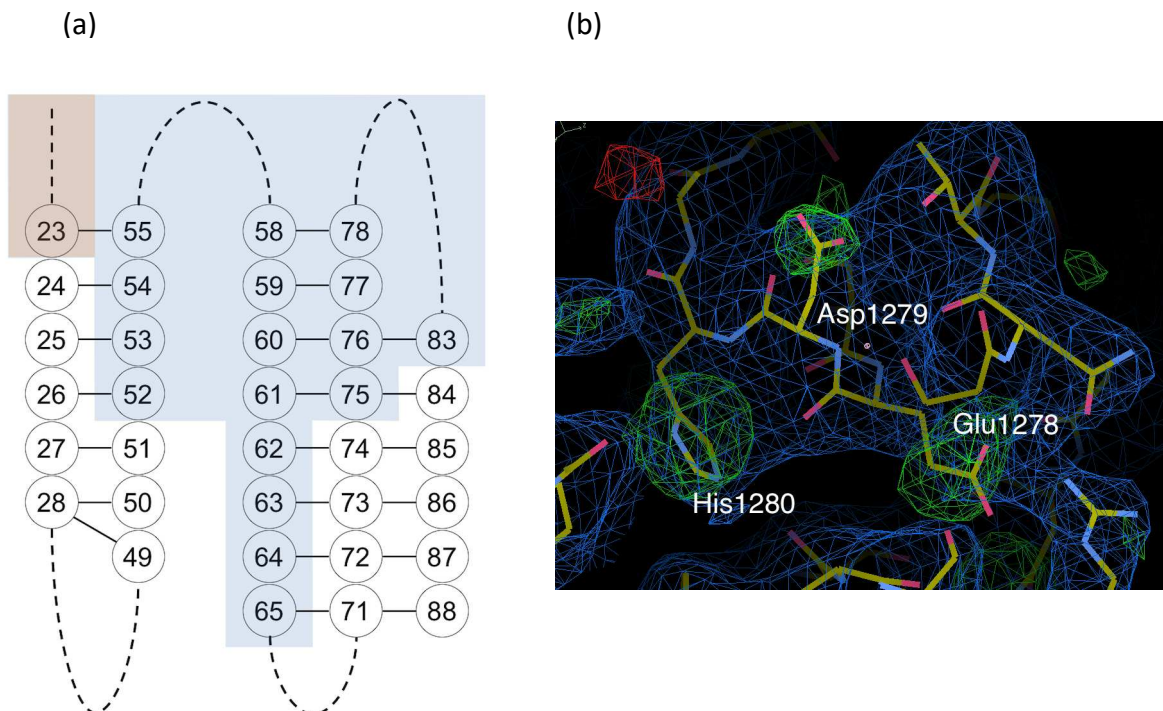 (a)
(b)
23 55 58 78
24 54 59 77
25 53 60 76 83
26 52 61 75 84
27 51 62 74 85
28 50 63 73 86
49 64 72 87
65 71 88
z
Asp1279
Glu1278
His1280